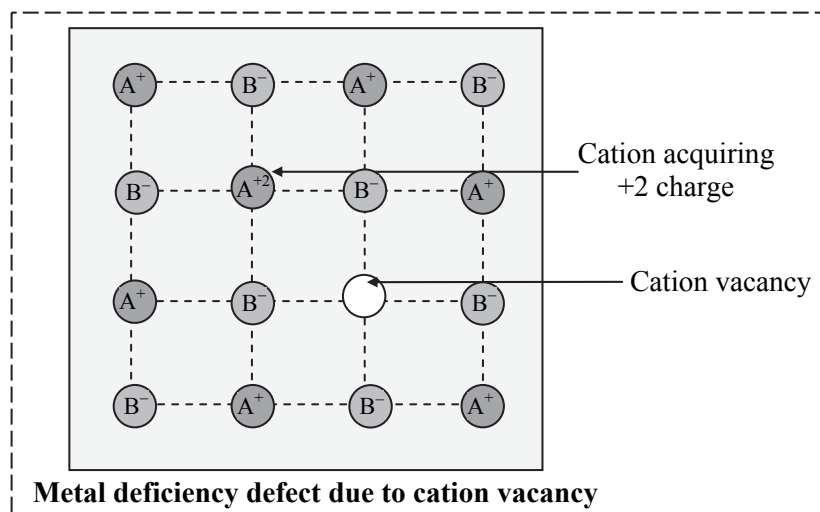 A⁺ B⁻ A⁺ B⁻
B⁻ A⁺² B⁻ A⁺
Cation acquiring
+2 charge
A⁺ B⁻ B⁻
Cation vacancy
B⁻ A⁺ B⁻ A⁺
Metal deficiency defect due to cation vacancy